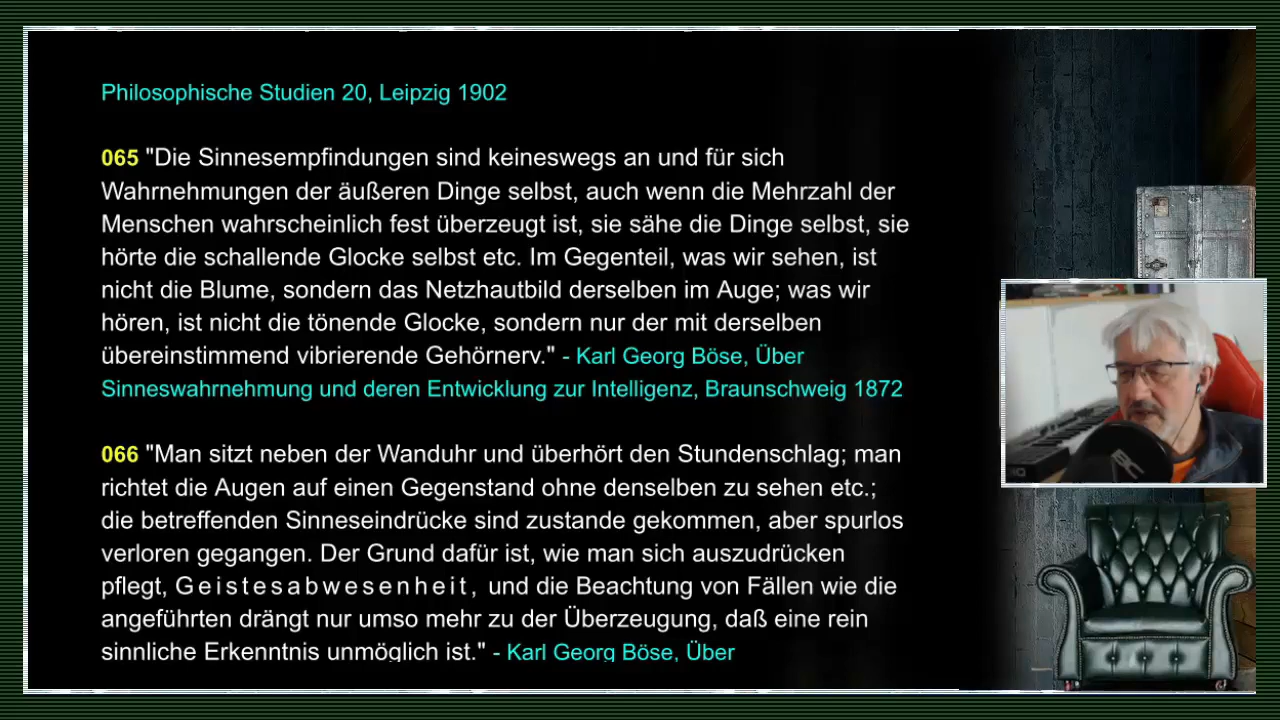 Philosophische Studien 20, Leipzig 1902
065 "Die Sinnesempfindungen sind keineswegs an und für sich
Wahrnehmungen der äußeren Dinge selbst, auch wenn die Mehrzahl der
Menschen wahrscheinlich fest überzeugt ist, sie sähe die Dinge selbst, sie
hörte die schallende Glocke selbst etc. Im Gegenteil, was wir sehen, ist
nicht die Blume, sondern das Netzhautbild derselben im Auge; was wir
hören, ist nicht die tönende Glocke, sondern nur der mit derselben
übereinstimmend vibrierende Gehörnerv." - Karl Georg Böse, Über
Sinneswahrnehmung und deren Entwicklung zur Intelligenz, Braunschweig 1872
066 "Man sitzt neben der Wanduhr und überhört den Stundenschlag; man
richtet die Augen auf einen Gegenstand ohne denselben zu sehen etc.;
die betreffenden Sinneseindrücke sind zustande gekommen, aber spurlos
verloren gegangen. Der Grund dafür ist, wie man sich auszudrücken
pflegt, G e i s t e s a b w e s e n h e i t , und die Beachtung von Fällen wie die
angeführten drängt nur umso mehr zu der Überzeugung, daß eine rein
sinnliche Erkenntnis unmöglich ist." - Karl Georg Böse, Über